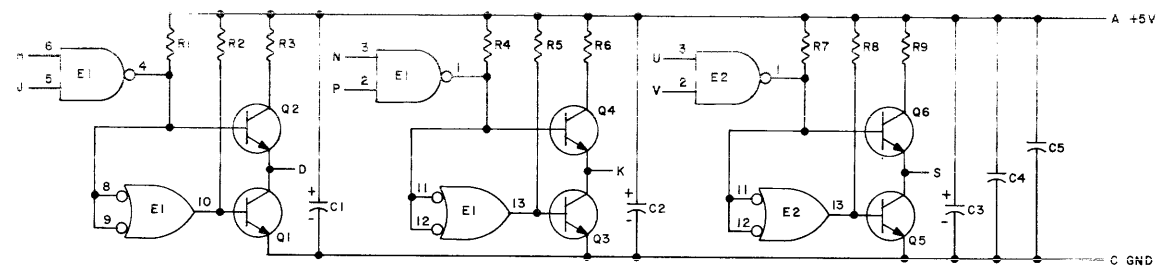 A +5V
R1
R2
R3
R4
R5
R6
R7
R8
R9
6
E1
4
J
5
N
3
E1
1
P
2
U
3
E2
1
V
2
Q2
Q4
Q6
C5
8
E1
10
9
D
Q1
+
C1
-
11
E1
13
12
K
Q3
+
C2
-
11
E2
13
12
S
Q5
+
C3
-
C4
C GND